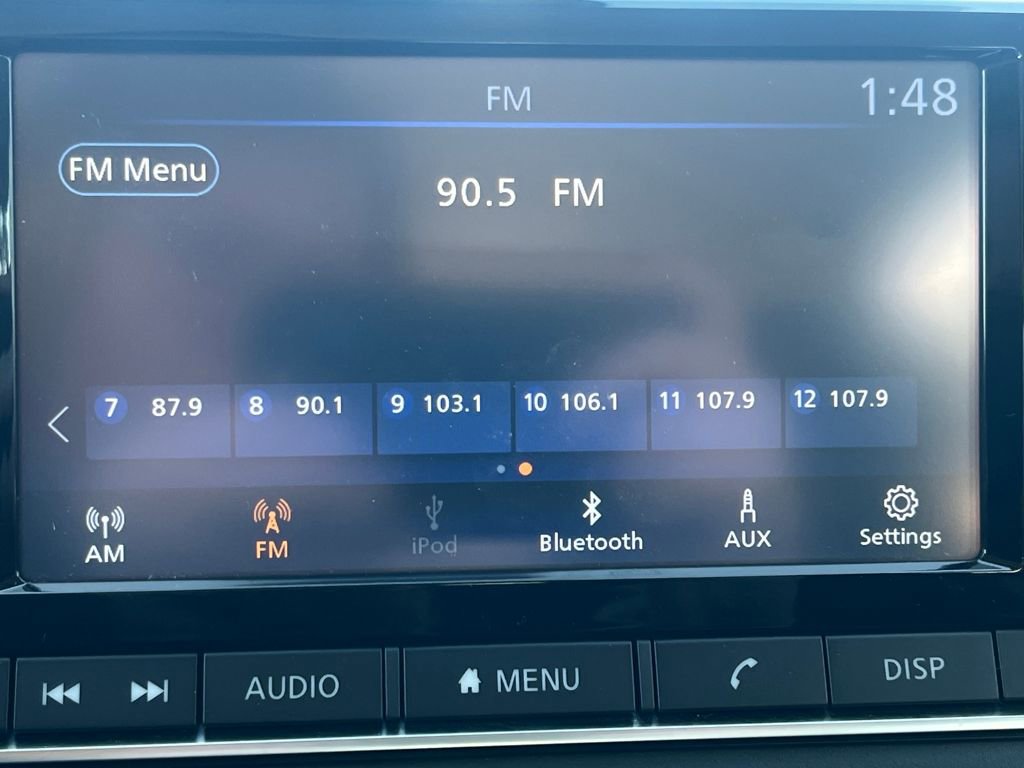 FM
1:48
FM Menu
90.5 FM
7 87.9
8 90.1
9 103.1
10 106.1
11 107.9
12 107.9
AM
FM
iPod
Bluetooth
AUX
Settings
AUDIO
MENU
DISP